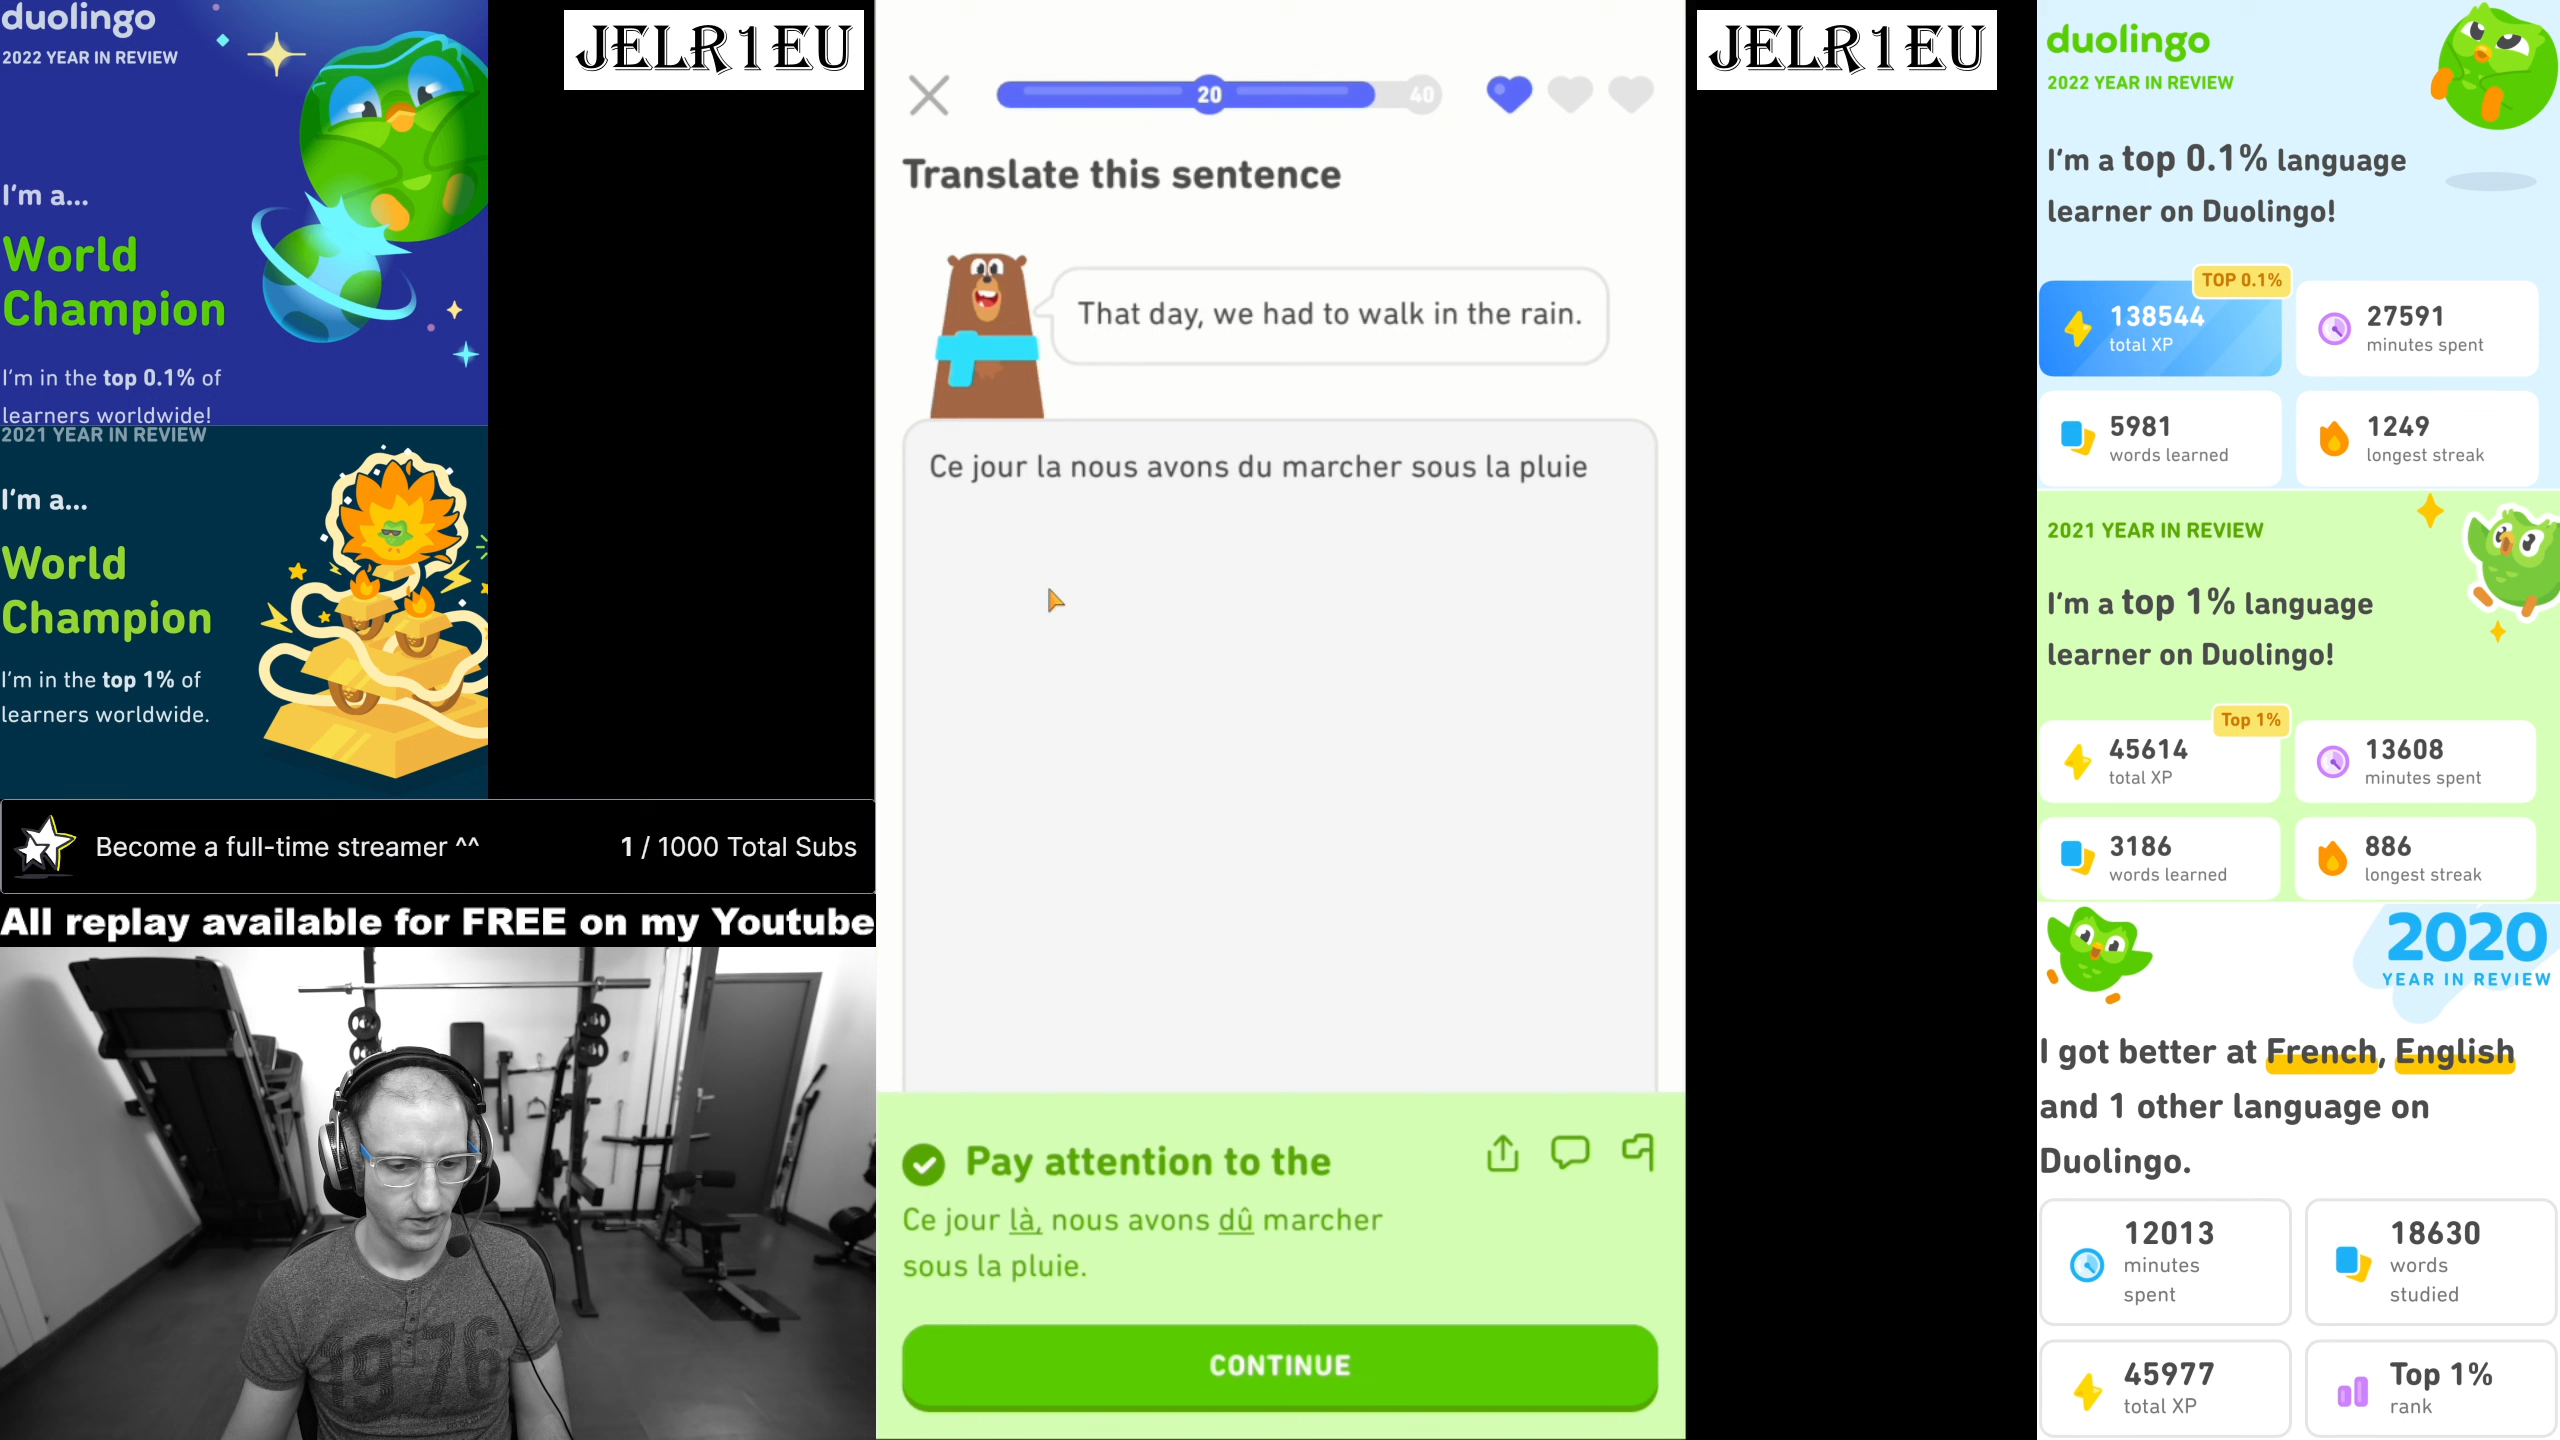 duolingo
2022 YEAR IN REVIEW
I'm a...
World
Champion
I'm in the top 0.1% of
learners worldwide!
2021 YEAR IN REVIEW
I'm a...
World
Champion
I'm in the top 1% of
learners worldwide.
JELR1EU
Become a full-time streamer ^^
1 / 1000 Total Subs
All replay available for FREE on my Youtube
1976
20
40
Translate this sentence
That day, we had to walk in the rain.
Ce jour la nous avons du marcher sous la pluie
Pay attention to the
Ce jour là, nous avons dû marcher
sous la pluie.
CONTINUE
JELR1EU
duolingo
2022 YEAR IN REVIEW
I'm a top 0.1% language
learner on Duolingo!
TOP 0.1%
138544
total XP
27591
minutes spent
5981
words learned
1249
longest streak
2021 YEAR IN REVIEW
I'm a top 1% language
learner on Duolingo!
Top 1%
45614
total XP
13608
minutes spent
3186
words learned
886
longest streak
2020
YEAR IN REVIEW
I got better at French, English
and 1 other language on
Duolingo.
12013
minutes
spent
18630
words
studied
45977
total XP
Top 1%
rank